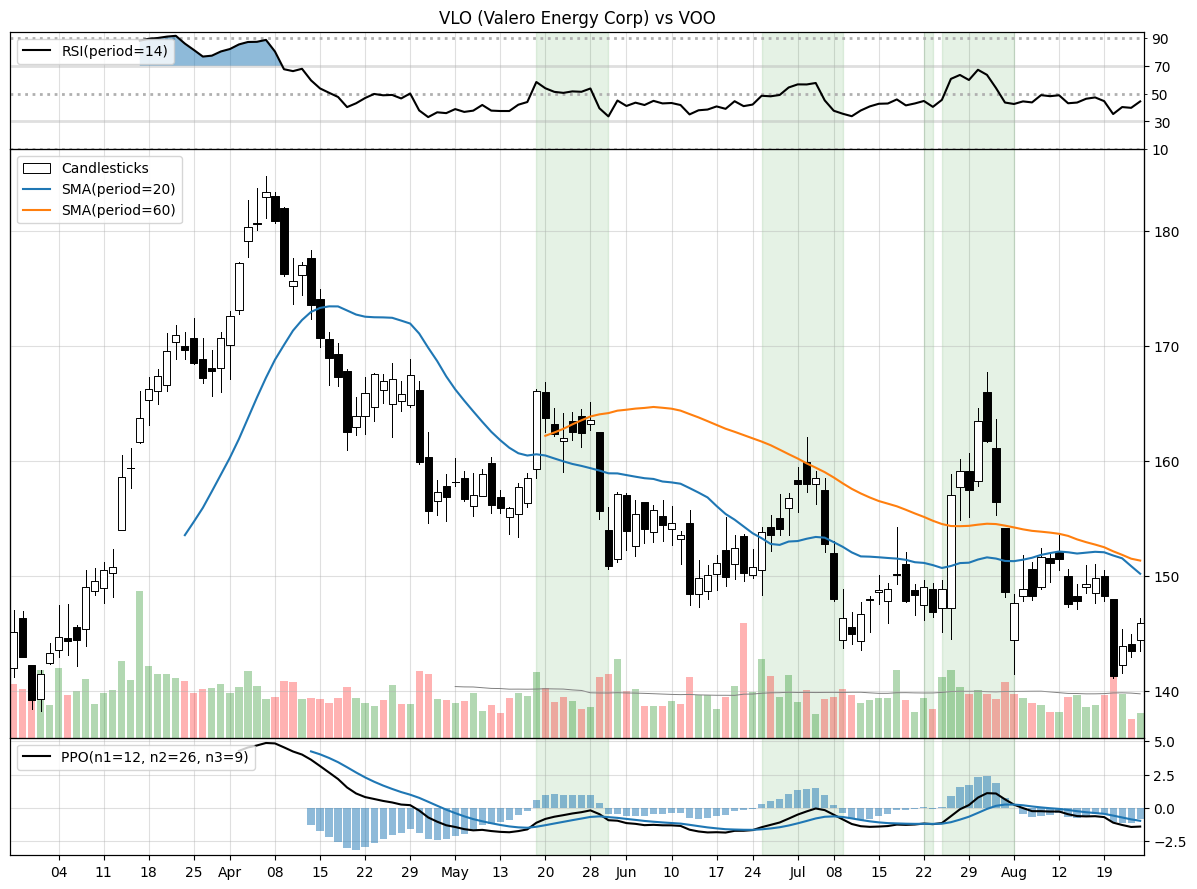 VLO (Valero Energy Corp) vs VOO
RSI(period=14)
90
70
50
30
10
Candlesticks
SMA(period=20)
SMA(period=60)
180
170
160
150
140
PPO(n1=12, n2=26, n3=9)
5.0
2.5
0.0
−2.5
04 11 18 25 Apr 08 15 22 29 May 13 20 28 Jun 10 17 24 Jul 08 15 22 29 Aug 12 19